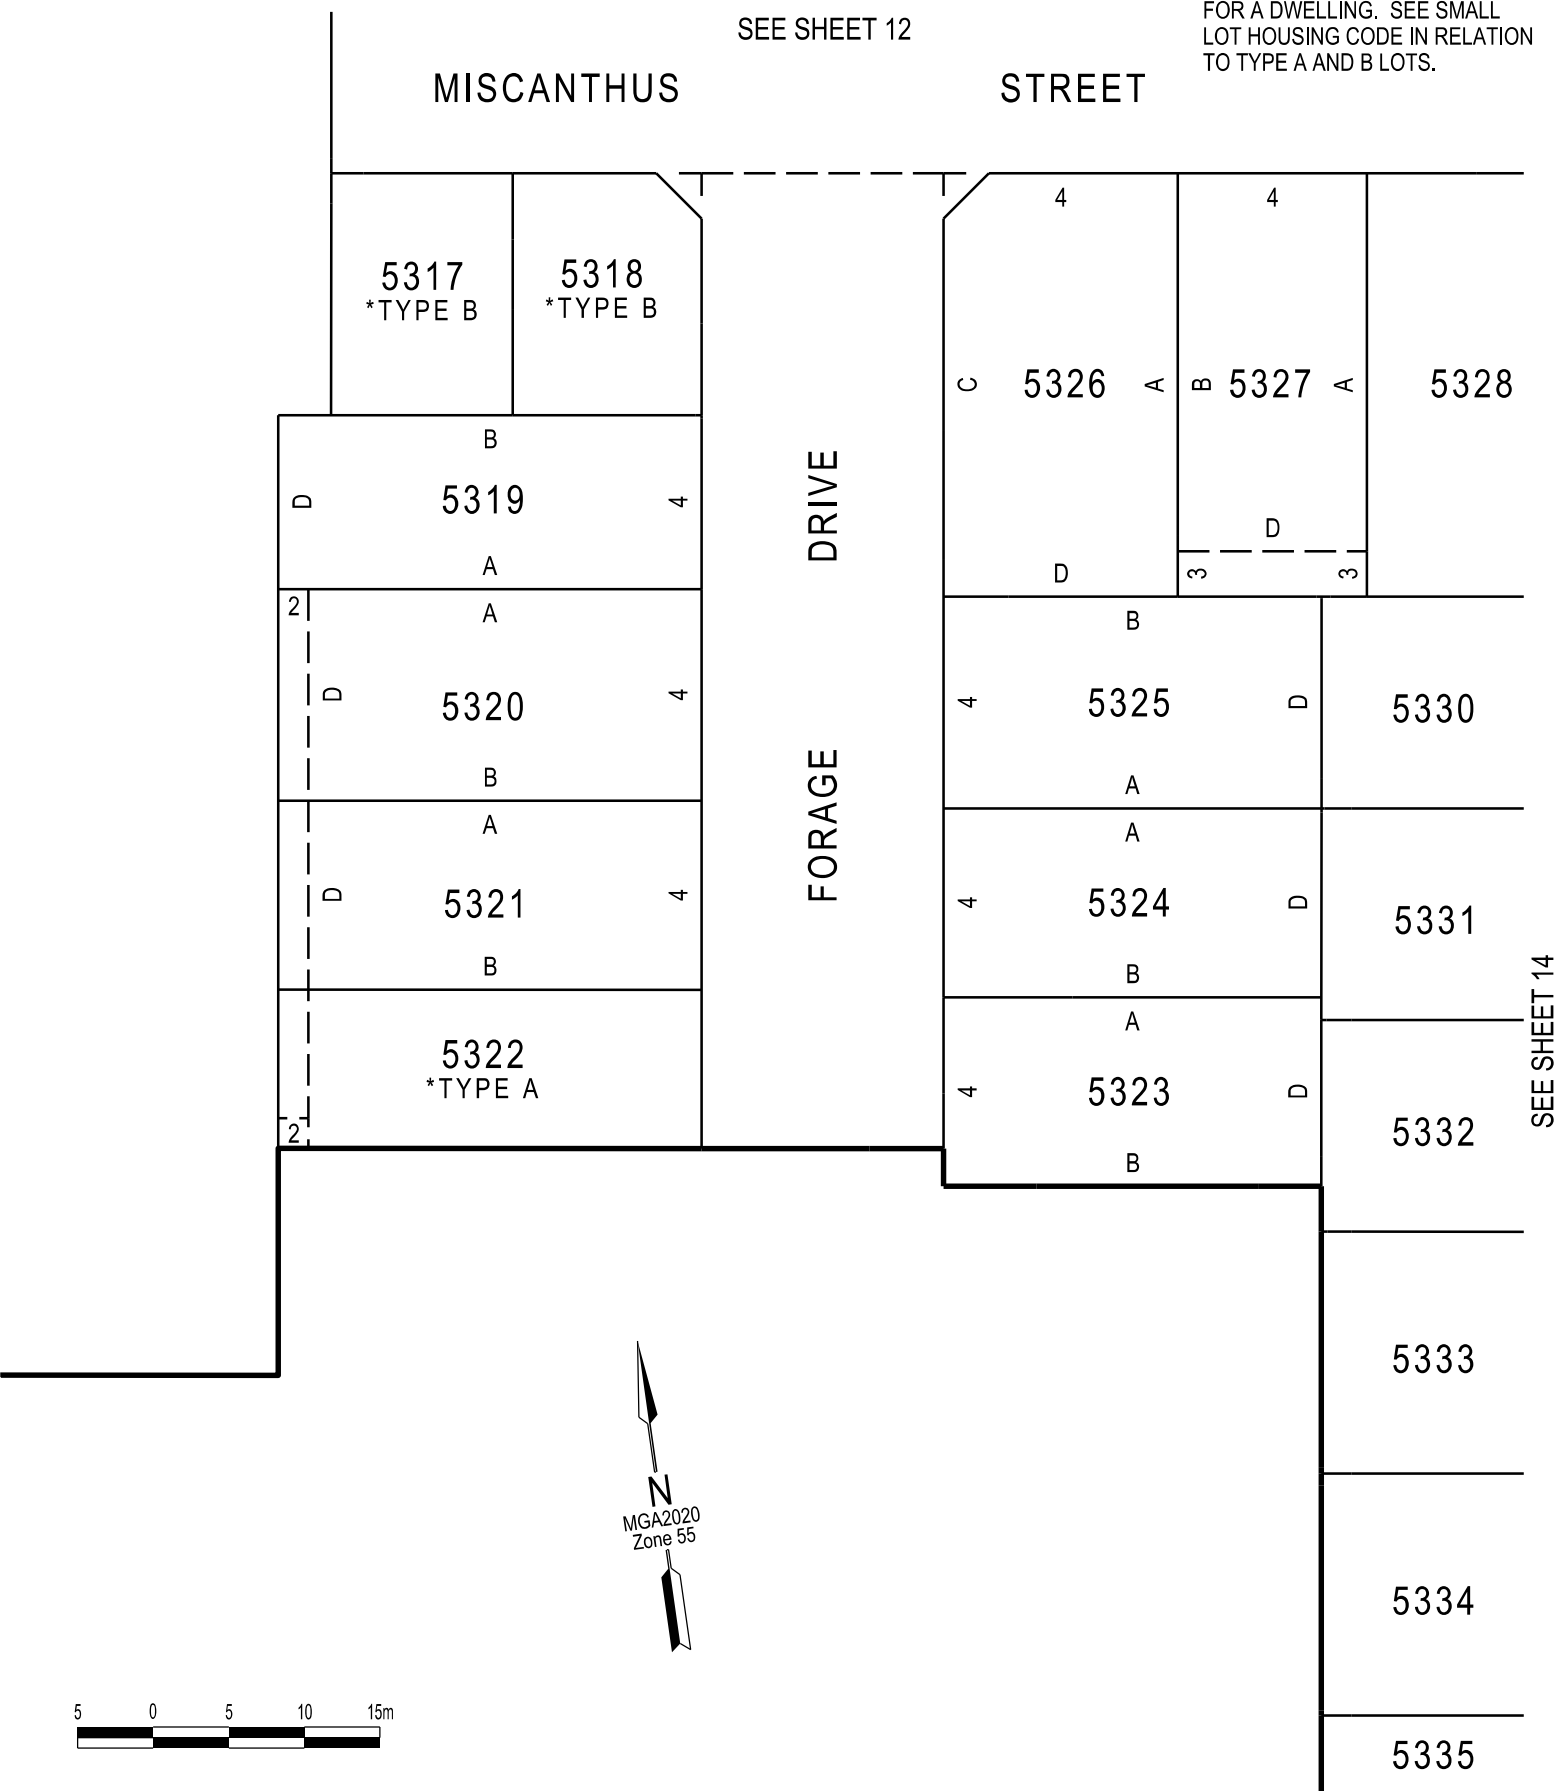 SEE SHEET 12
FOR A DWELLING. SEE SMALL
LOT HOUSING CODE IN RELATION
TO TYPE A AND B LOTS.
MISCANTHUS STREET
5317
*TYPE B
5318
*TYPE B
4
C
5326
A
D
4
B
5327
A
D
3
3
5328
B
D
5319
4
A
2
A
D
5320
4
B
A
D
5321
4
B
5322
*TYPE A
2
FORAGE DRIVE
B
4
5325
D
A
A
4
5324
D
B
A
4
5323
D
B
5330
5331
5332
5333
5334
5335
SEE SHEET 14
N
MGA2020
Zone 55
5 0 5 10 15m